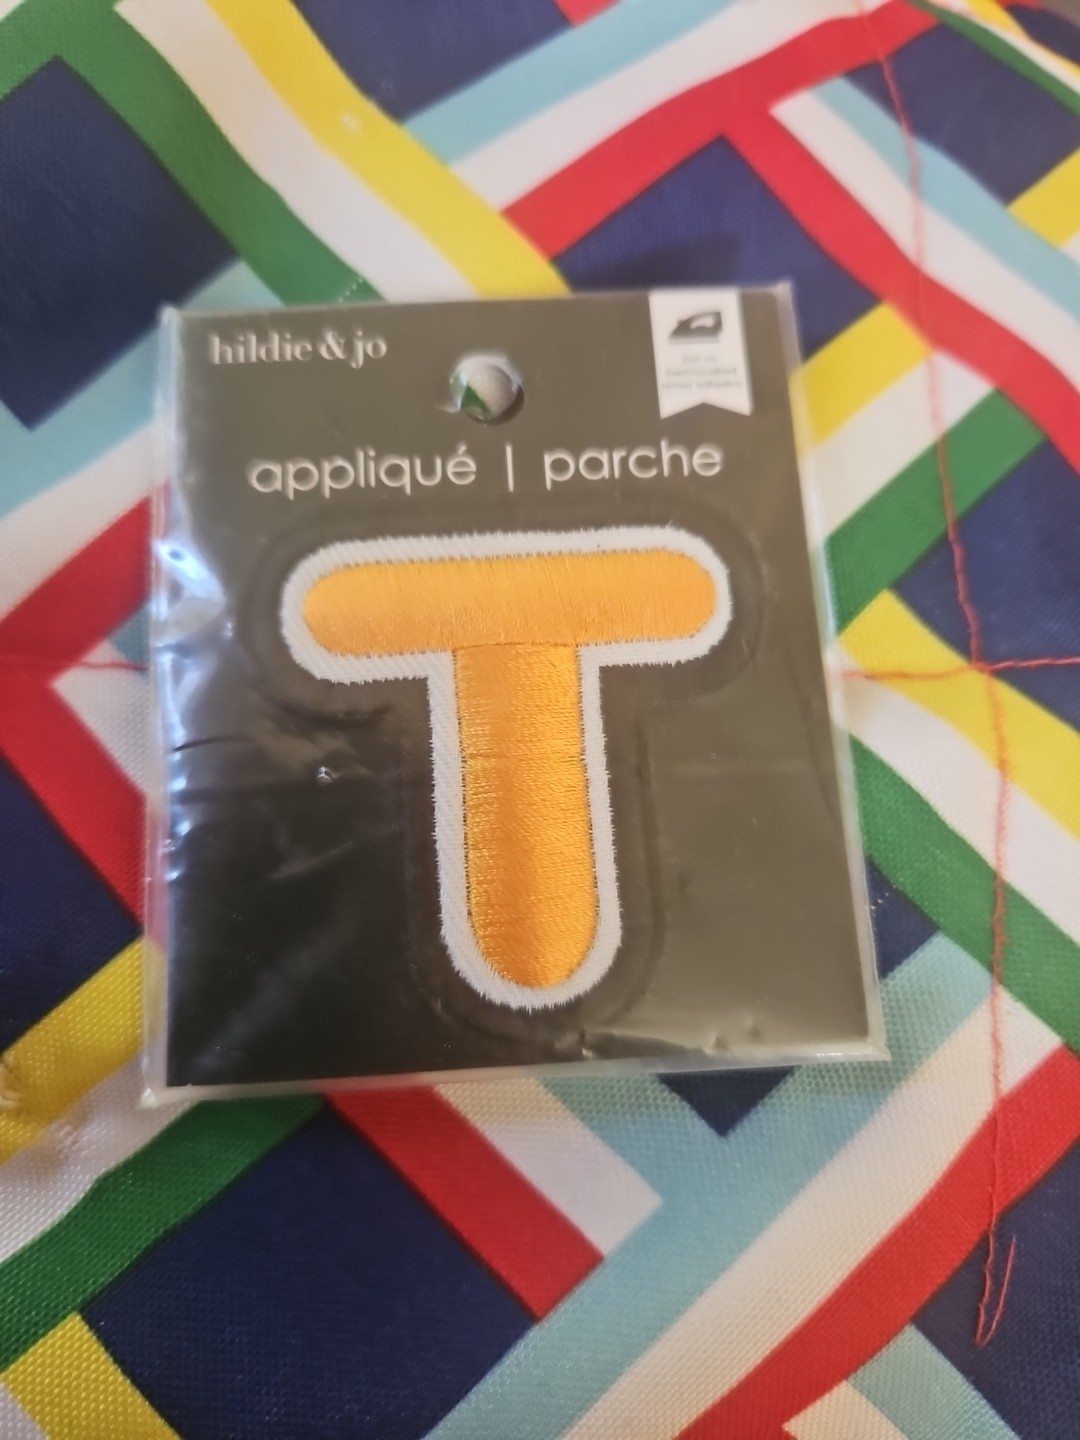 hildie & jo
appliqué | parche
T